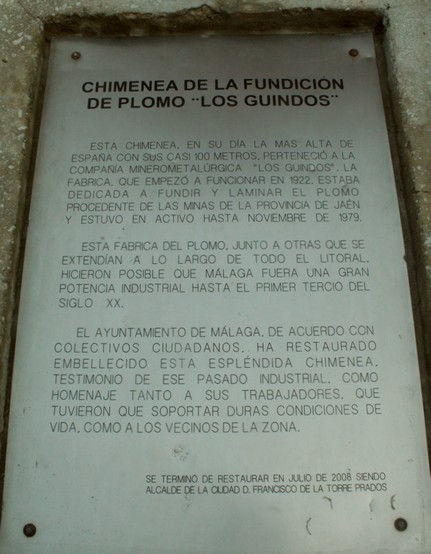 CHIMENEA DE LA FUNDICIÓN
DE PLOMO ¨LOS GUINDOS¨
ESTA CHIMENEA, EN SU DÍA LA MAS ALTA DE
ESPAÑA CON SUS CASI 100 METROS, PERTENECIÓ A LA
COMPAÑÍA MINEROMETALÚRGICA "LOS GUINDOS". LA
FABRICA, QUE EMPEZÓ A FUNCIONAR EN 1922, ESTABA
DEDICADA A FUNDIR Y LAMINAR EL PLOMO
PROCEDENTE DE LAS MINAS DE LA PROVINCIA DE JAÉN
Y ESTUVO EN ACTIVO HASTA NOVIEMBRE DE 1979.
ESTA FABRICA DEL PLOMO, JUNTO A OTRAS QUE SE
EXTENDÍAN A LO LARGO DE TODO EL LITORAL,
HICIERON POSIBLE QUE MÁLAGA FUERA UNA GRAN
POTENCIA INDUSTRIAL HASTA EL PRIMER TERCIO DEL
SIGLO XX.
EL AYUNTAMIENTO DE MÁLAGA, DE ACUERDO CON
COLECTIVOS CIUDADANOS, HA RESTAURADO
EMBELLECIDO ESTA ESPLÉNDIDA CHIMENEA,
TESTIMONIO DE ESE PASADO INDUSTRIAL, COMO
HOMENAJE TANTO A SUS TRABAJADORES, QUE
TUVIERON QUE SOPORTAR DURAS CONDICIONES DE
VIDA, COMO A LOS VECINOS DE LA ZONA.
SE TERMINÓ DE RESTAURAR EN JULIO DE 2008 SIENDO
ALCALDE DE LA CIUDAD D. FRANCISCO DE LA TORRE PRADOS